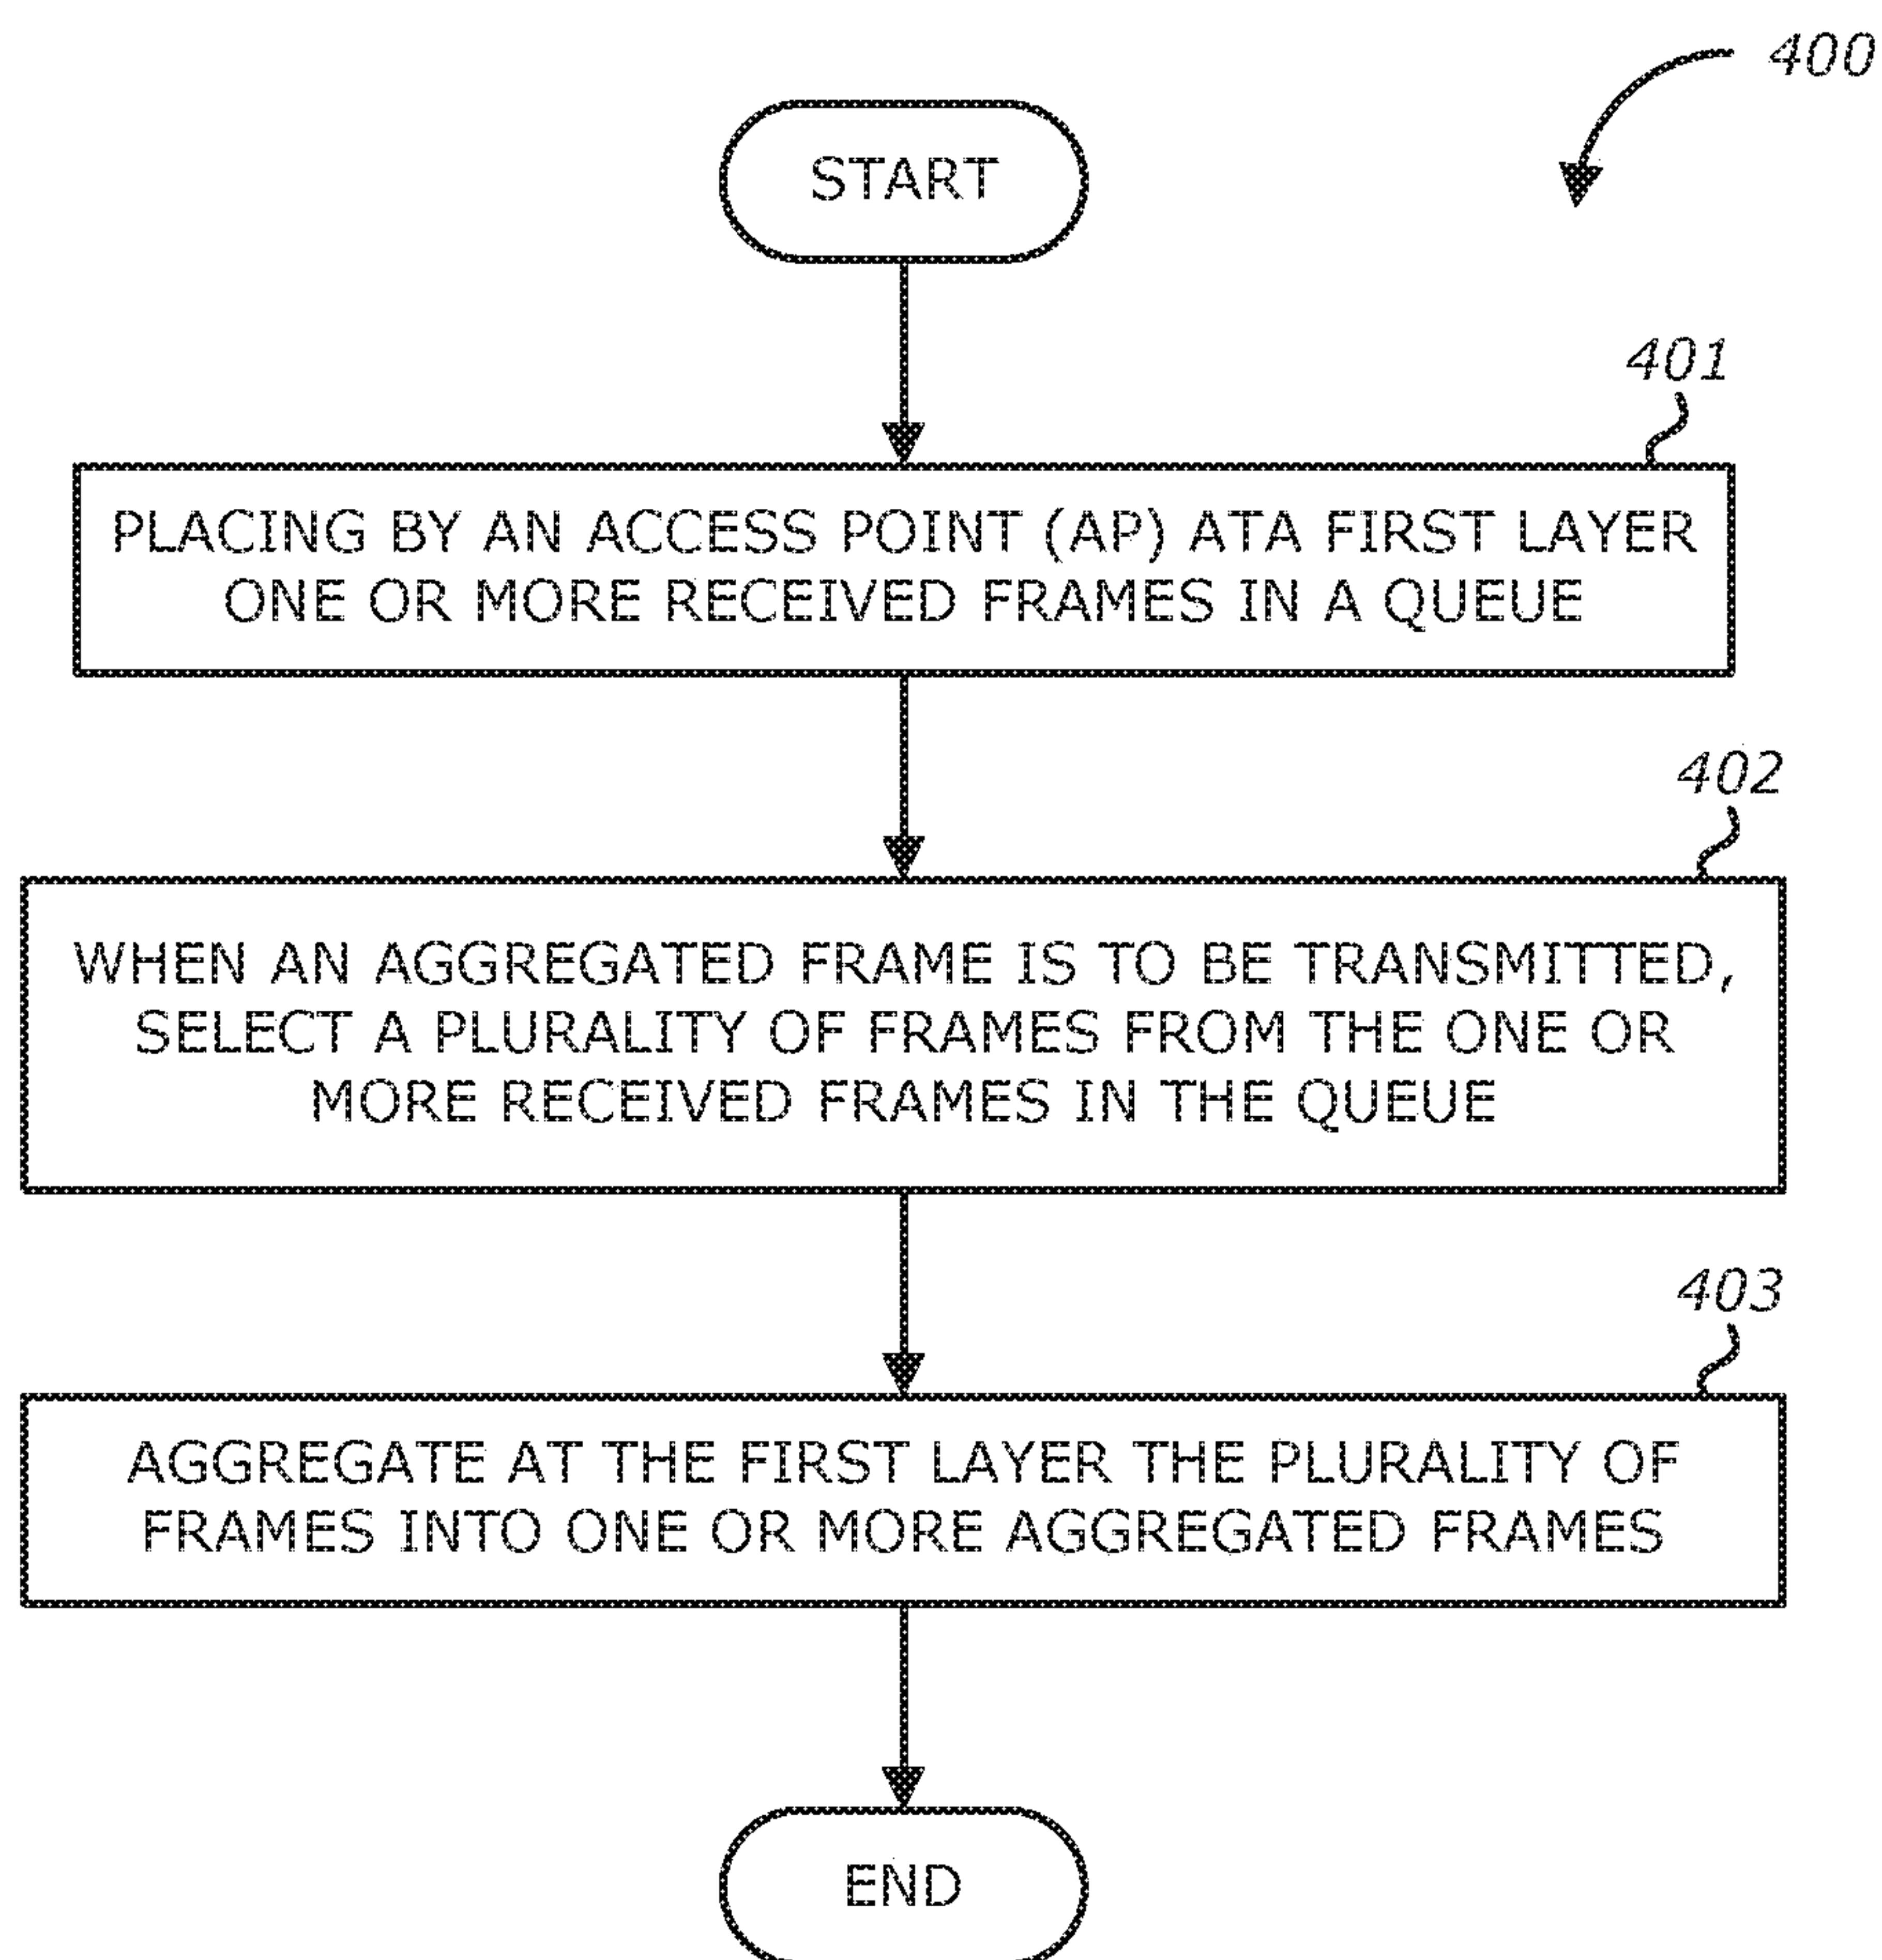 400
START
401
PLACING BY AN ACCESS POINT (AP) ATA FIRST LAYER
ONE OR MORE RECEIVED FRAMES IN A QUEUE
402
WHEN AN AGGREGATED FRAME IS TO BE TRANSMITTED,
SELECT A PLURALITY OF FRAMES FROM THE ONE OR
MORE RECEIVED FRAMES IN THE QUEUE
403
AGGREGATE AT THE FIRST LAYER THE PLURALITY OF
FRAMES INTO ONE OR MORE AGGREGATED FRAMES
END